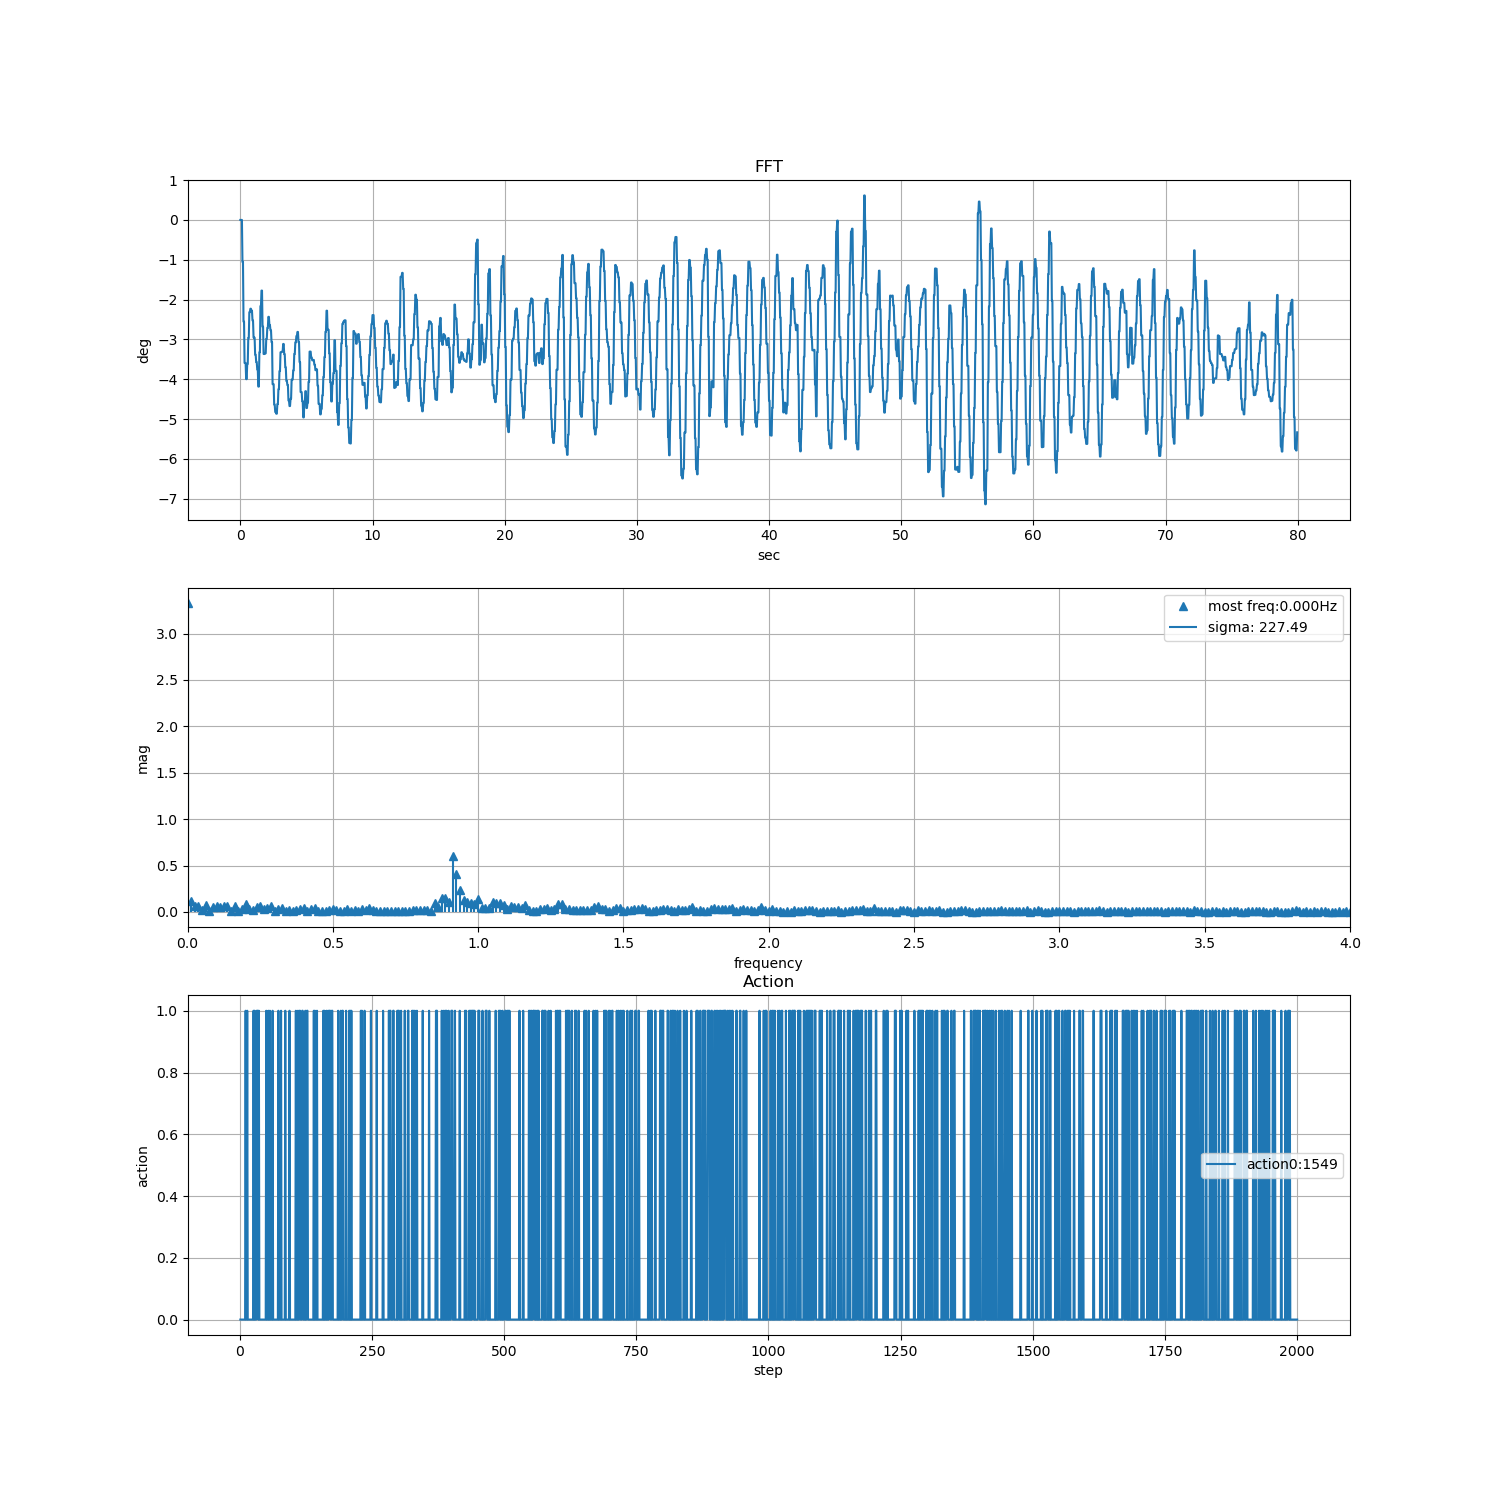 FFT
1
0
−1
−2
−3
−4
−5
−6
−7
deg
0 10 20 30 40 50 60 70 80
sec
most freq:0.000Hz
sigma: 227.49
3.0
2.5
2.0
1.5
1.0
0.5
0.0
mag
0.0 0.5 1.0 1.5 2.0 2.5 3.0 3.5 4.0
frequency
Action
1.0
0.8
0.6
0.4
0.2
0.0
action
action0:1549
0 250 500 750 1000 1250 1500 1750 2000
step